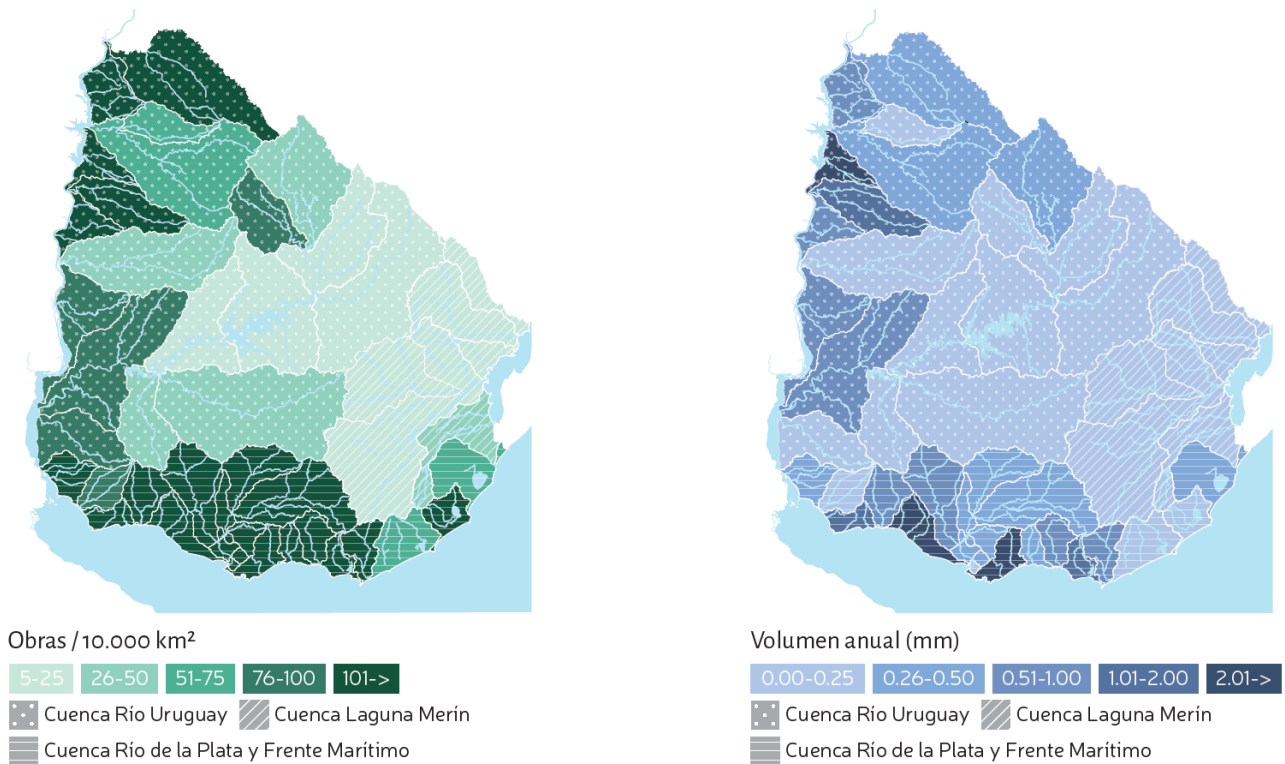 Obras / 10.000 km²
5-25 26-50 51-75 76-100 101->
Cuenca Río Uruguay Cuenca Laguna Merín
Cuenca Río de la Plata y Frente Marítimo
Volumen anual (mm)
0.00-0.25 0.26-0.50 0.51-1.00 1.01-2.00 2.01->
Cuenca Río Uruguay Cuenca Laguna Merín
Cuenca Río de la Plata y Frente Marítimo